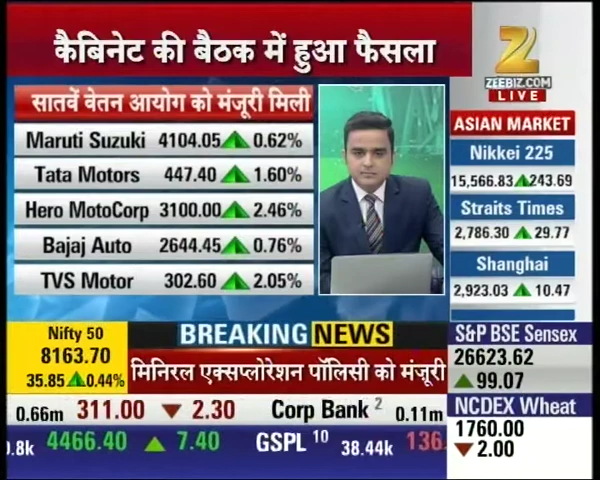 कैबिनेट की बैठक में हुआ फैसला
ZEEBIZ.COM
LIVE
सातवें वेतन आयोग को मंजूरी मिली
Maruti Suzuki 4104.05 0.62%
Tata Motors 447.40 1.60%
Hero MotoCorp 3100.00 2.46%
Bajaj Auto 2644.45 0.76%
TVS Motor 302.60 2.05%
ASIAN MARKET
Nikkei 225
15,566.83 243.69
Straits Times
2,786.30 29.77
Shanghai
2,923.03 10.47
Nifty 50
8163.70
35.85 0.44%
BREAKING NEWS
मिनिरल एक्सप्लोरेशन पॉलिसी को मंजूरी
S&P BSE Sensex
26623.62
99.07
NCDEX Wheat
1760.00
2.00
0.66m 311.00 2.30 Corp Bank 2 0.11m
0.8k 4466.40 7.40 GSPL 10 38.44k 136.